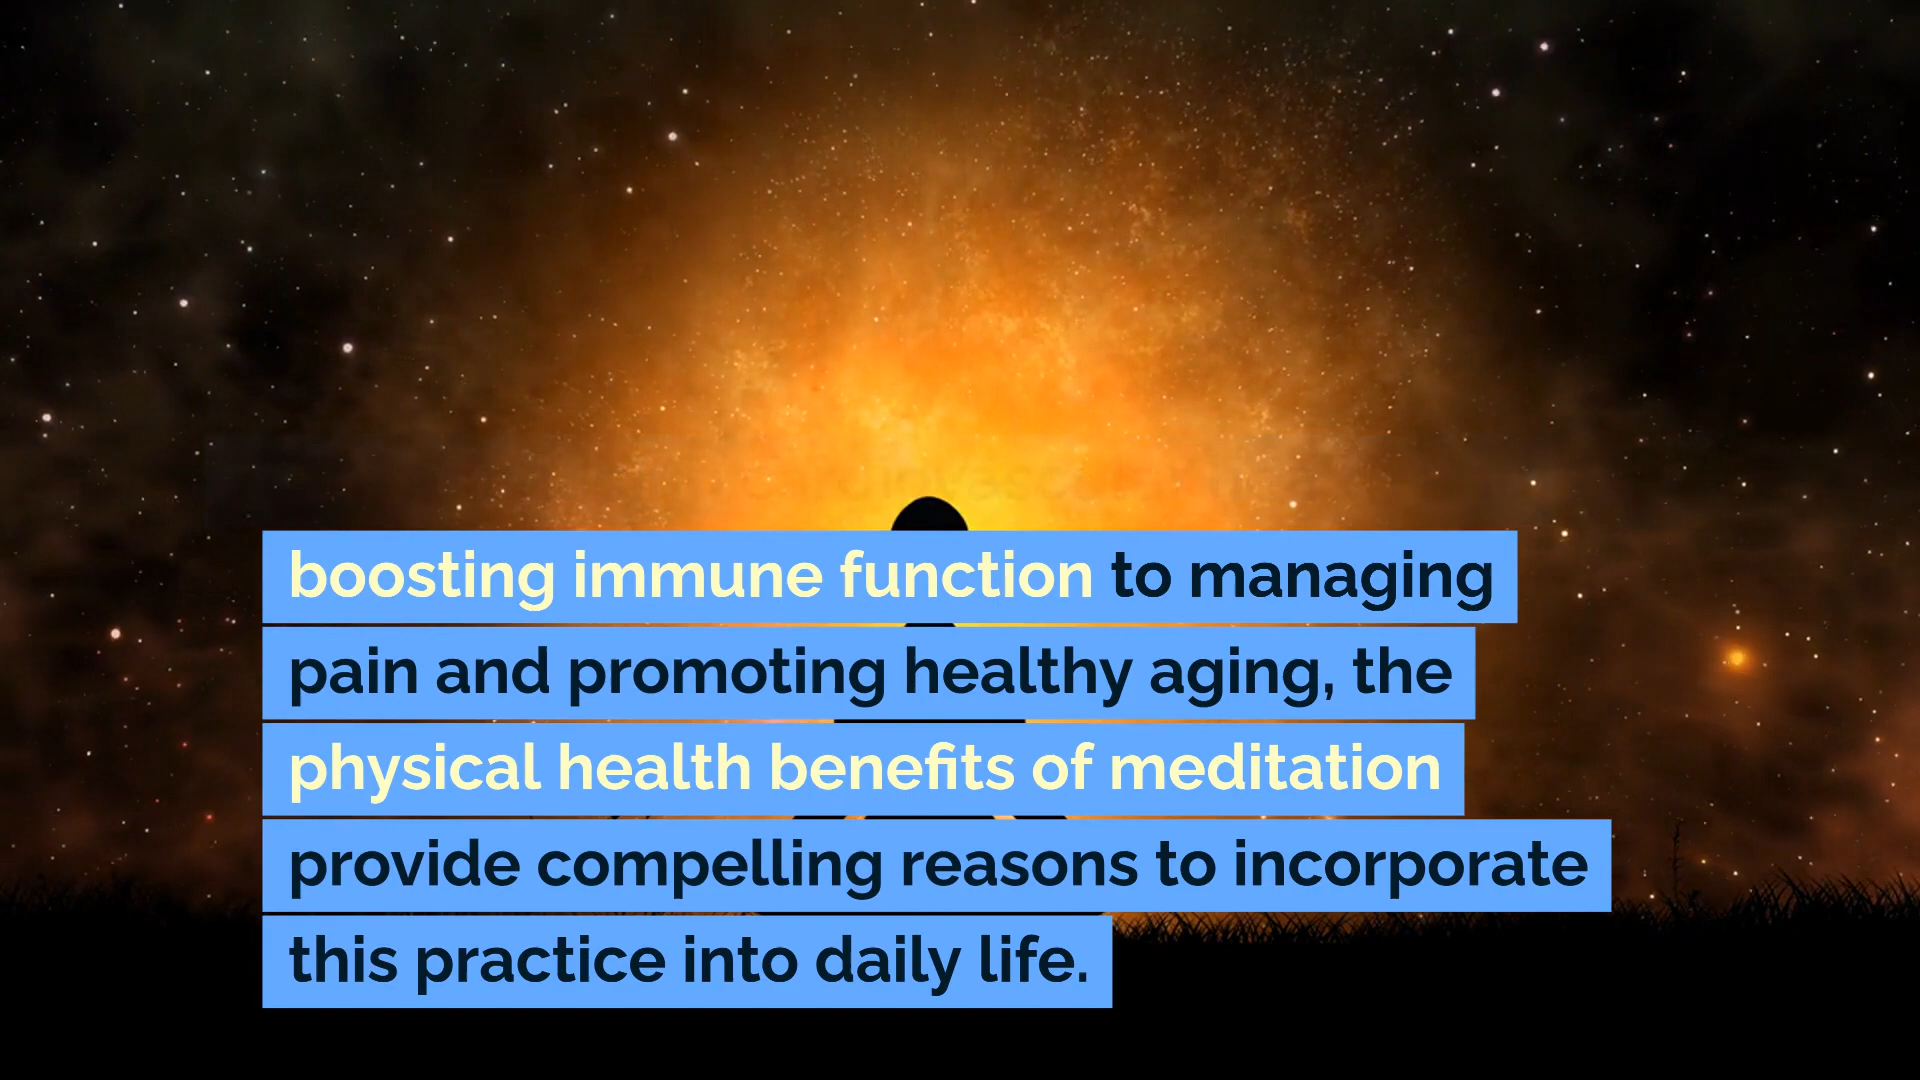 boosting immune function to managing
pain and promoting healthy aging, the
physical health benefits of meditation
provide compelling reasons to incorporate
this practice into daily life.